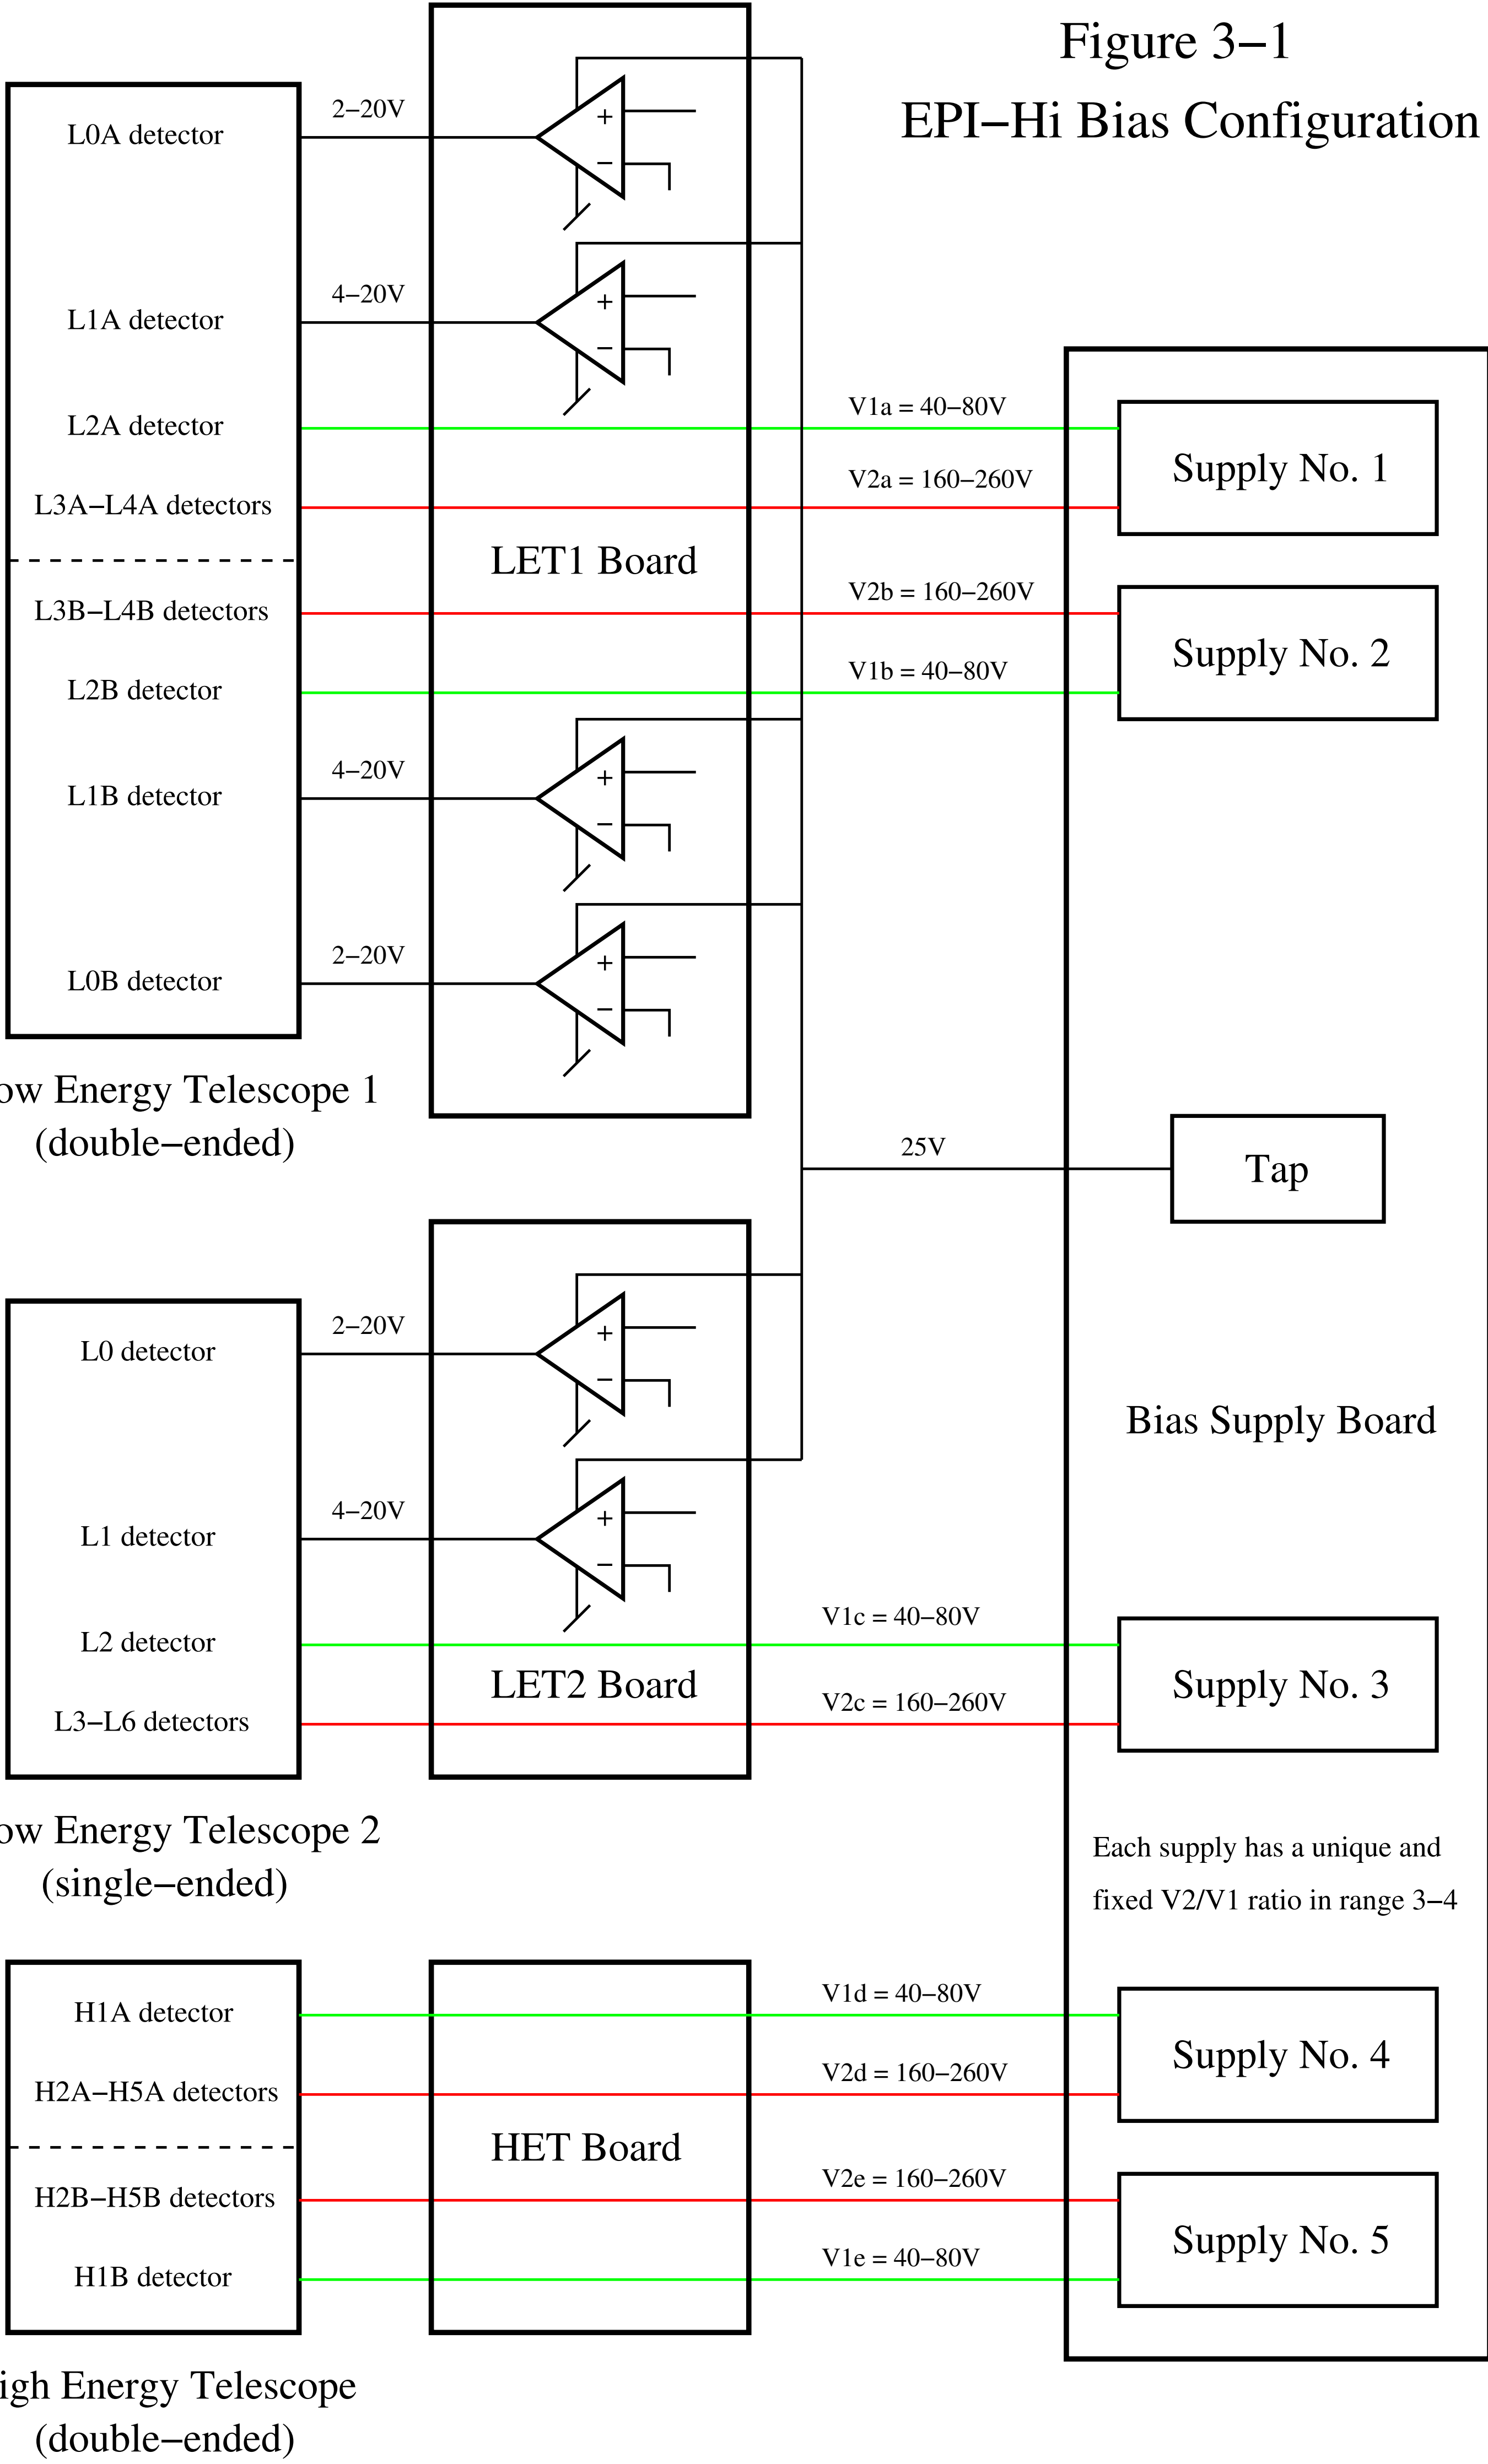 Figure 3–1
EPI–Hi Bias Configuration
L0A detector
2–20V
+
−
L1A detector
4–20V
+
−
L2A detector
V1a = 40–80V
Supply No. 1
L3A–L4A detectors
V2a = 160–260V
LET1 Board
L3B–L4B detectors
V2b = 160–260V
Supply No. 2
L2B detector
V1b = 40–80V
L1B detector
4–20V
+
−
L0B detector
2–20V
+
−
ow Energy Telescope 1
(double–ended)
25V
Tap
L0 detector
2–20V
+
−
Bias Supply Board
L1 detector
4–20V
+
−
L2 detector
V1c = 40–80V
LET2 Board
Supply No. 3
L3–L6 detectors
V2c = 160–260V
ow Energy Telescope 2
(single–ended)
Each supply has a unique and
fixed V2/V1 ratio in range 3–4
H1A detector
V1d = 40–80V
Supply No. 4
H2A–H5A detectors
V2d = 160–260V
HET Board
H2B–H5B detectors
V2e = 160–260V
Supply No. 5
H1B detector
V1e = 40–80V
igh Energy Telescope
(double–ended)